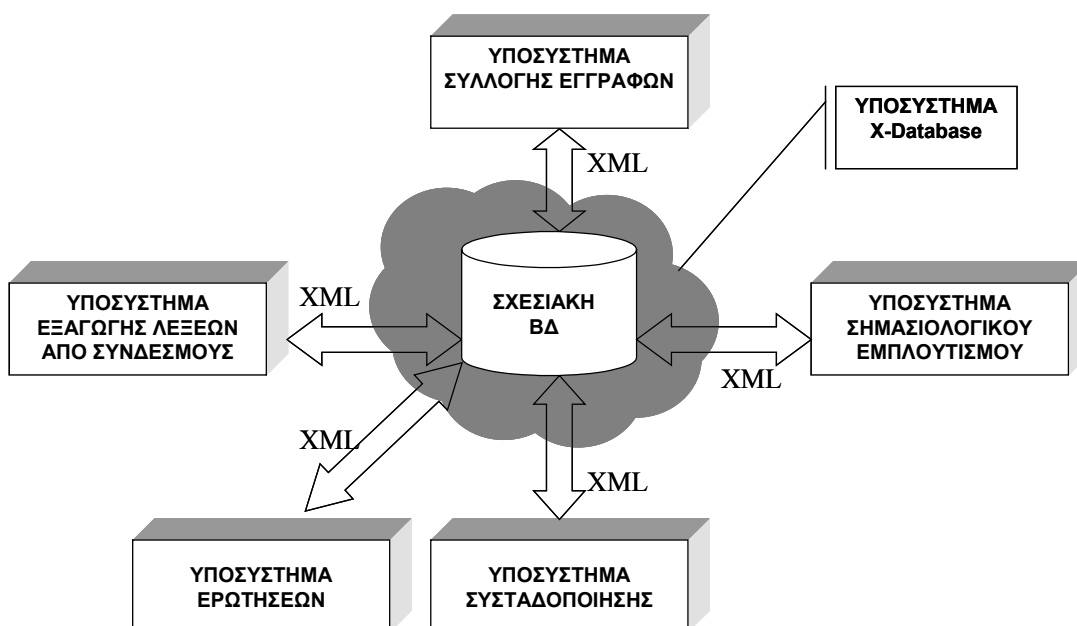 ΥΠΟΣΥΣΤΗΜΑ
ΣΥΛΛΟΓΗΣ ΕΓΓΡΑΦΩΝ
ΥΠΟΣΥΣΤΗΜΑ
X-Database
XML
ΥΠΟΣΥΣΤΗΜΑ
ΕΞΑΓΩΓΗΣ ΛΕΞΕΩΝ
ΑΠΟ ΣΥΝΔΕΣΜΟΥΣ
XML
ΣΧΕΣΙΑΚΗ
ΒΔ
ΥΠΟΣΥΣΤΗΜΑ
ΣΗΜΑΣΙΟΛΟΓΙΚΟΥ
ΕΜΠΛΟΥΤΙΣΜΟΥ
XML
XML
XML
ΥΠΟΣΥΣΤΗΜΑ
ΕΡΩΤΗΣΕΩΝ
ΥΠΟΣΥΣΤΗΜΑ
ΣΥΣΤΑΔΟΠΟΙΗΣΗΣ